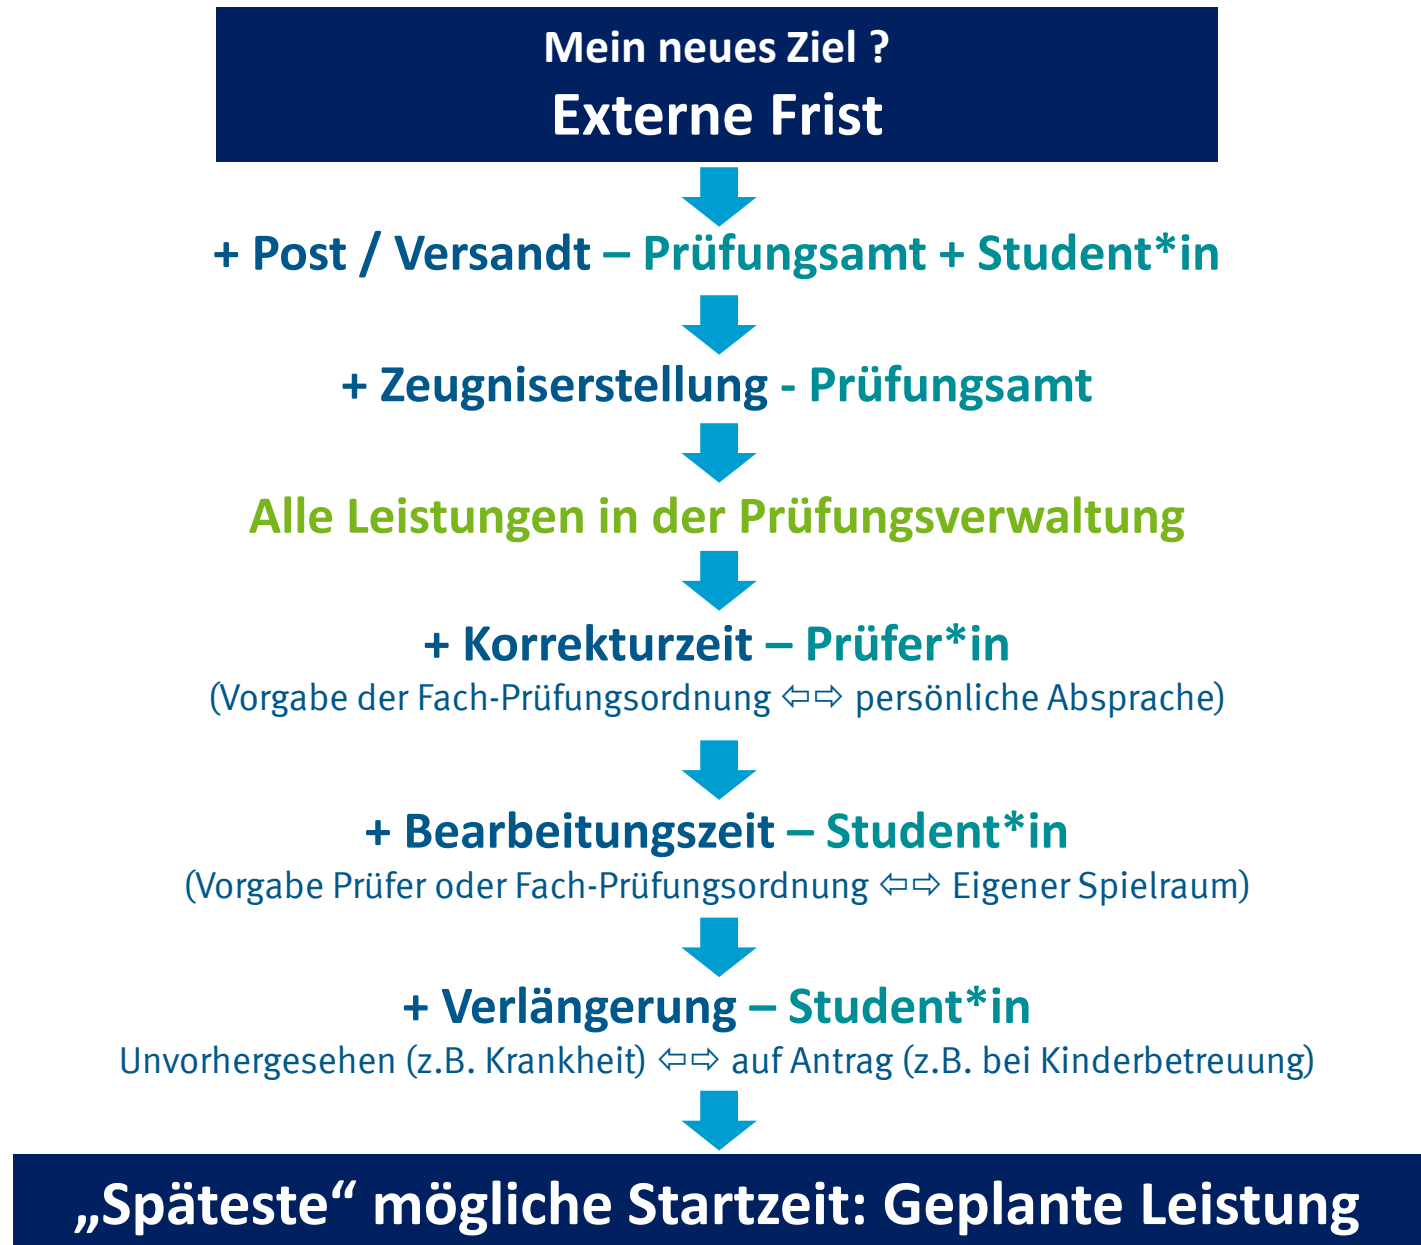 Mein neues Ziel ?
Externe Frist
+ Post / Versandt – Prüfungsamt + Student*in
+ Zeugniserstellung - Prüfungsamt
Alle Leistungen in der Prüfungsverwaltung
+ Korrekturzeit – Prüfer*in
(Vorgabe der Fach-Prüfungsordnung ⇦⇨ persönliche Absprache)
+ Bearbeitungszeit – Student*in
(Vorgabe Prüfer oder Fach-Prüfungsordnung ⇦⇨ Eigener Spielraum)
+ Verlängerung – Student*in
Unvorhergesehen (z.B. Krankheit) ⇦⇨ auf Antrag (z.B. bei Kinderbetreuung)
„Späteste“ mögliche Startzeit: Geplante Leistung